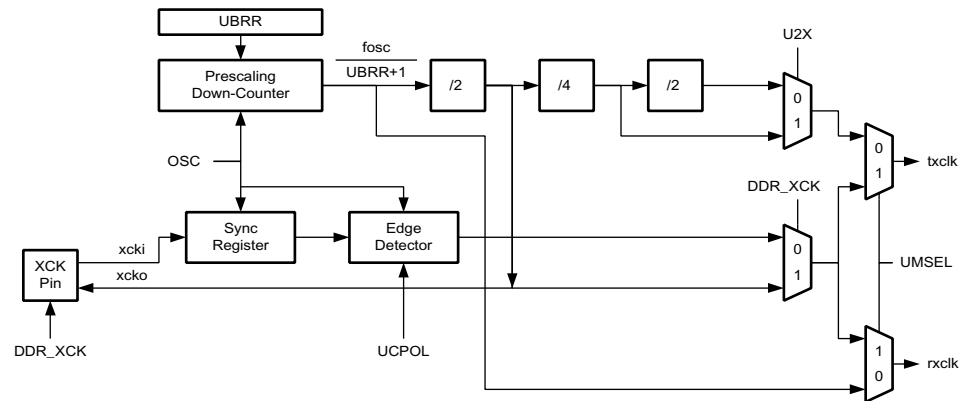 UBRR
U2X
fosc
Prescaling
Down-Counter
UBRR+1
/2
/4
/2
0
1
OSC
0
1
txclk
DDR_XCK
Sync
Register
Edge
Detector
xcki
0
1
XCK
Pin
xcko
UMSEL
DDR_XCK
UCPOL
1
0
rxclk